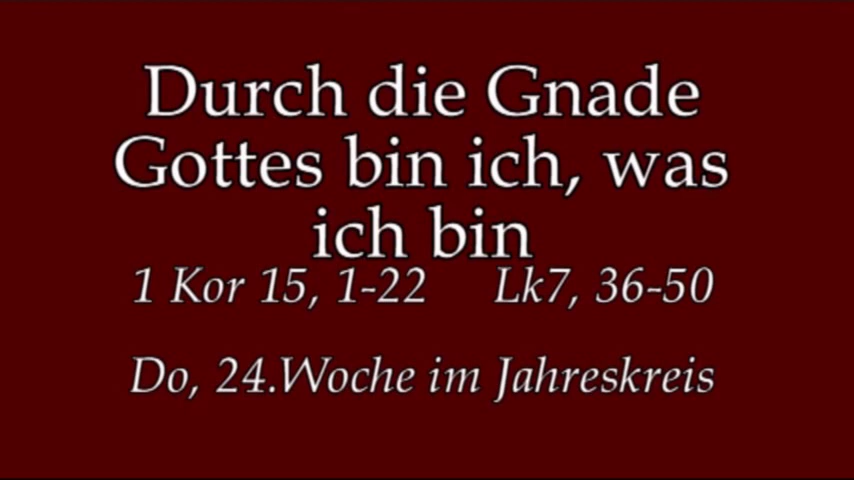 Durch die Gnade
Gottes bin ich, was
ich bin
1 Kor 15, 1-22 Lk7, 36-50
Do, 24.Woche im Jahreskreis